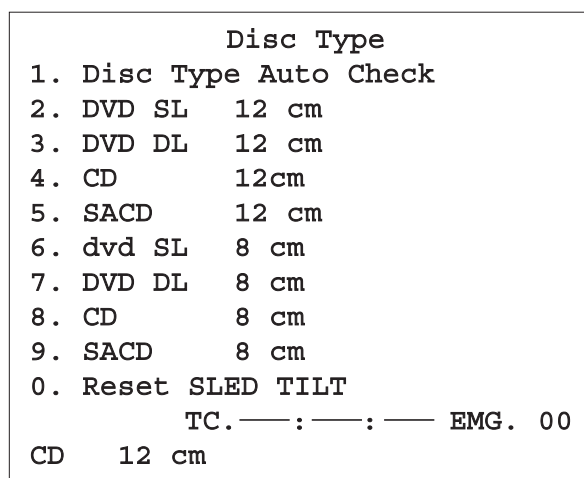 Disc Type
1. Disc Type Auto Check
2. DVD SL 12 cm
3. DVD DL 12 cm
4. CD 12cm
5. SACD 12 cm
6. dvd SL 8 cm
7. DVD DL 8 cm
8. CD 8 cm
9. SACD 8 cm
0. Reset SLED TILT
TC.——:——:—— EMG. 00
CD 12 cm